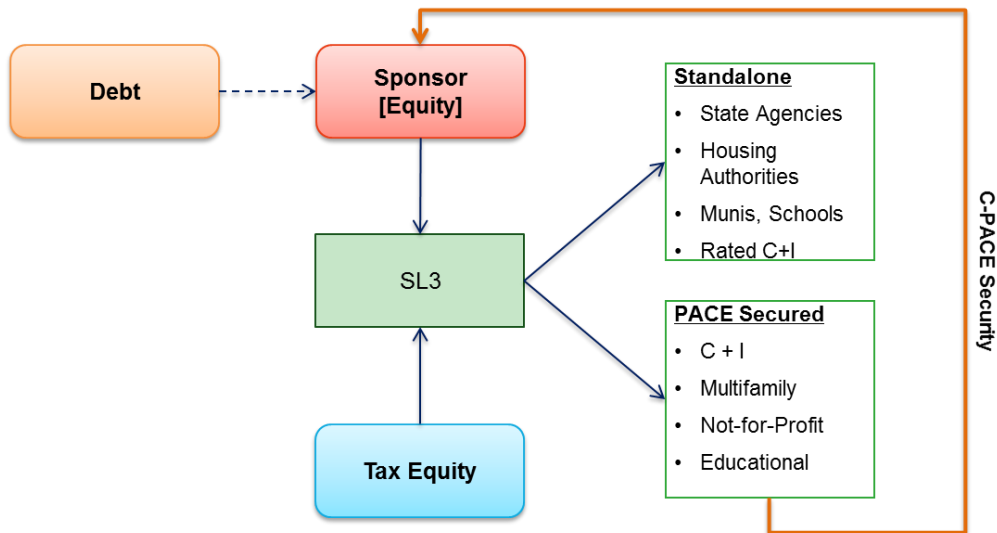 Debt
Sponsor
[Equity]
Standalone
• State Agencies
• Housing
Authorities
• Munis, Schools
• Rated C+I
SL3
PACE Secured
• C + I
• Multifamily
• Not-for-Profit
• Educational
Tax Equity
C-PACE Security